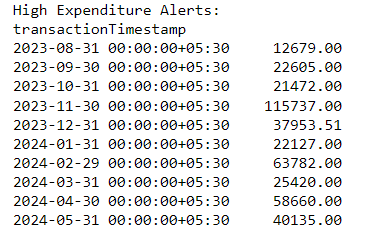 High Expenditure Alerts:
transactionTimestamp
2023-08-31 00:00:00+05:30     12679.00
2023-09-30 00:00:00+05:30     22605.00
2023-10-31 00:00:00+05:30     21472.00
2023-11-30 00:00:00+05:30    115737.00
2023-12-31 00:00:00+05:30     37953.51
2024-01-31 00:00:00+05:30     22127.00
2024-02-29 00:00:00+05:30     63782.00
2024-03-31 00:00:00+05:30     25420.00
2024-04-30 00:00:00+05:30     58660.00
2024-05-31 00:00:00+05:30     40135.00